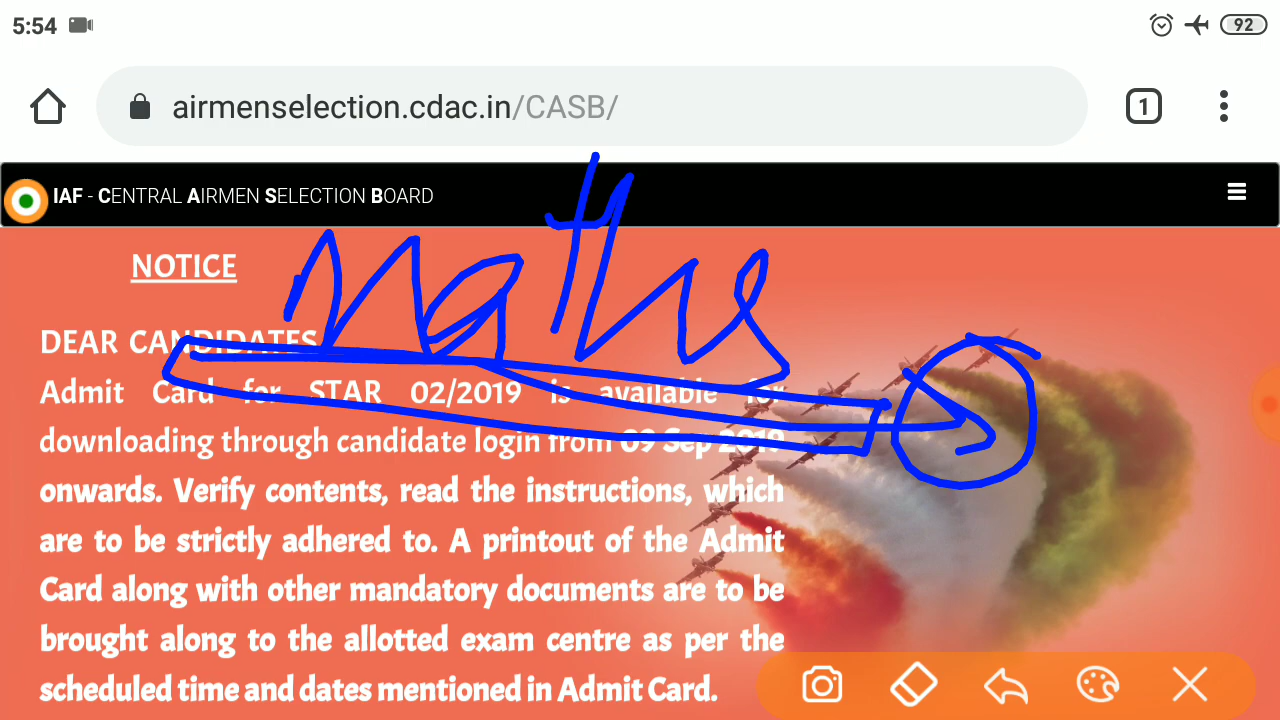 5:54 92
airmenselection.cdac.in/CASB/ 1
IAF - CENTRAL AIRMEN SELECTION BOARD
NOTICE
Maths
DEAR CANDIDATES
Admit Card for STAR 02/2019 is available for
downloading through candidate login from 09 Sep 2019
onwards. Verify contents, read the instructions, which
are to be strictly adhered to. A printout of the Admit
Card along with other mandatory documents are to be
brought along to the allotted exam centre as per the
scheduled time and dates mentioned in Admit Card.